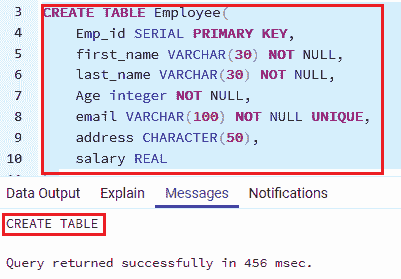 3 CREATE TABLE Employee(
4 Emp_id SERIAL PRIMARY KEY,
5 first_name VARCHAR(30) NOT NULL,
6 last_name VARCHAR(30) NOT NULL,
7 Age integer NOT NULL,
8 email VARCHAR(100) NOT NULL UNIQUE,
9 address CHARACTER(50),
10 salary REAL
Data Output Explain Messages Notifications
CREATE TABLE
Query returned successfully in 456 msec.